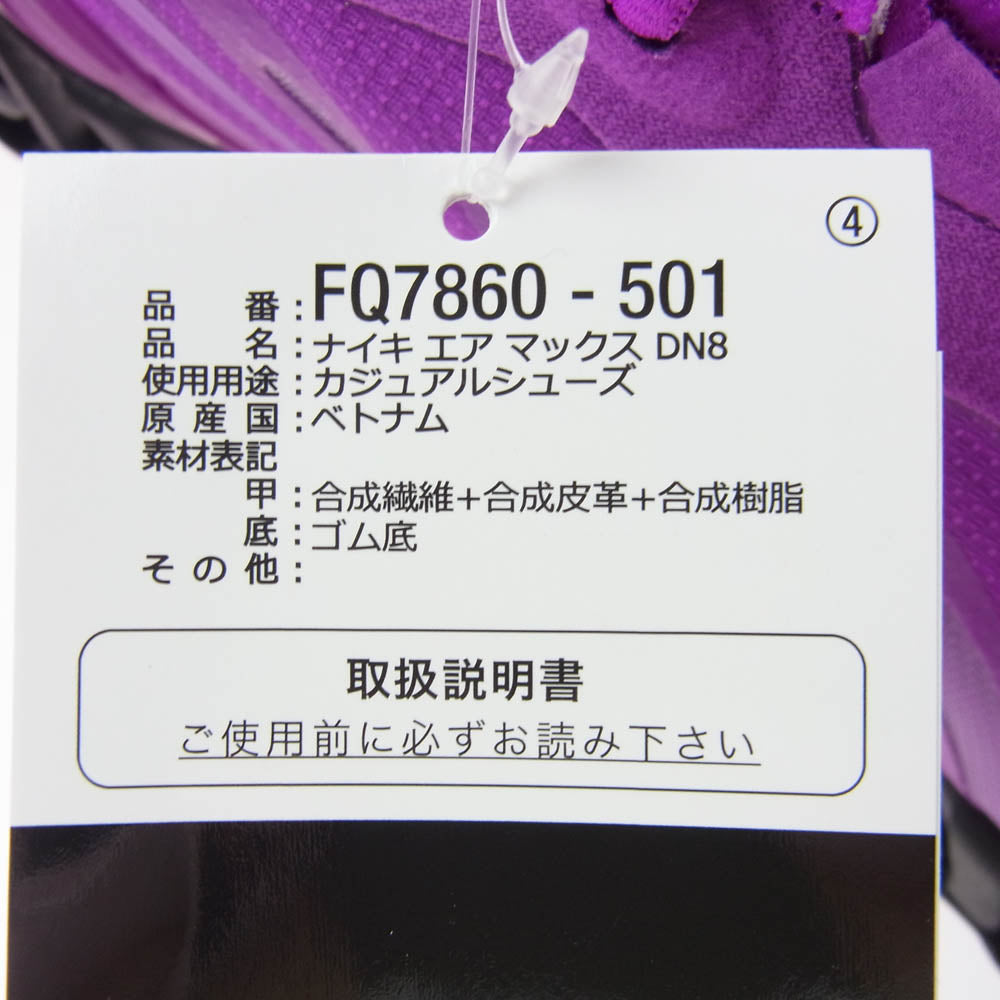 ④
品番：FQ7860 - 501
品名：ナイキ エア マックス DN8
使用用途：カジュアルシューズ
原産国：ベトナム
素材表記
甲：合成繊維+合成皮革+合成樹脂
底：ゴム底
その他：
取扱説明書
ご使用前に必ずお読み下さい